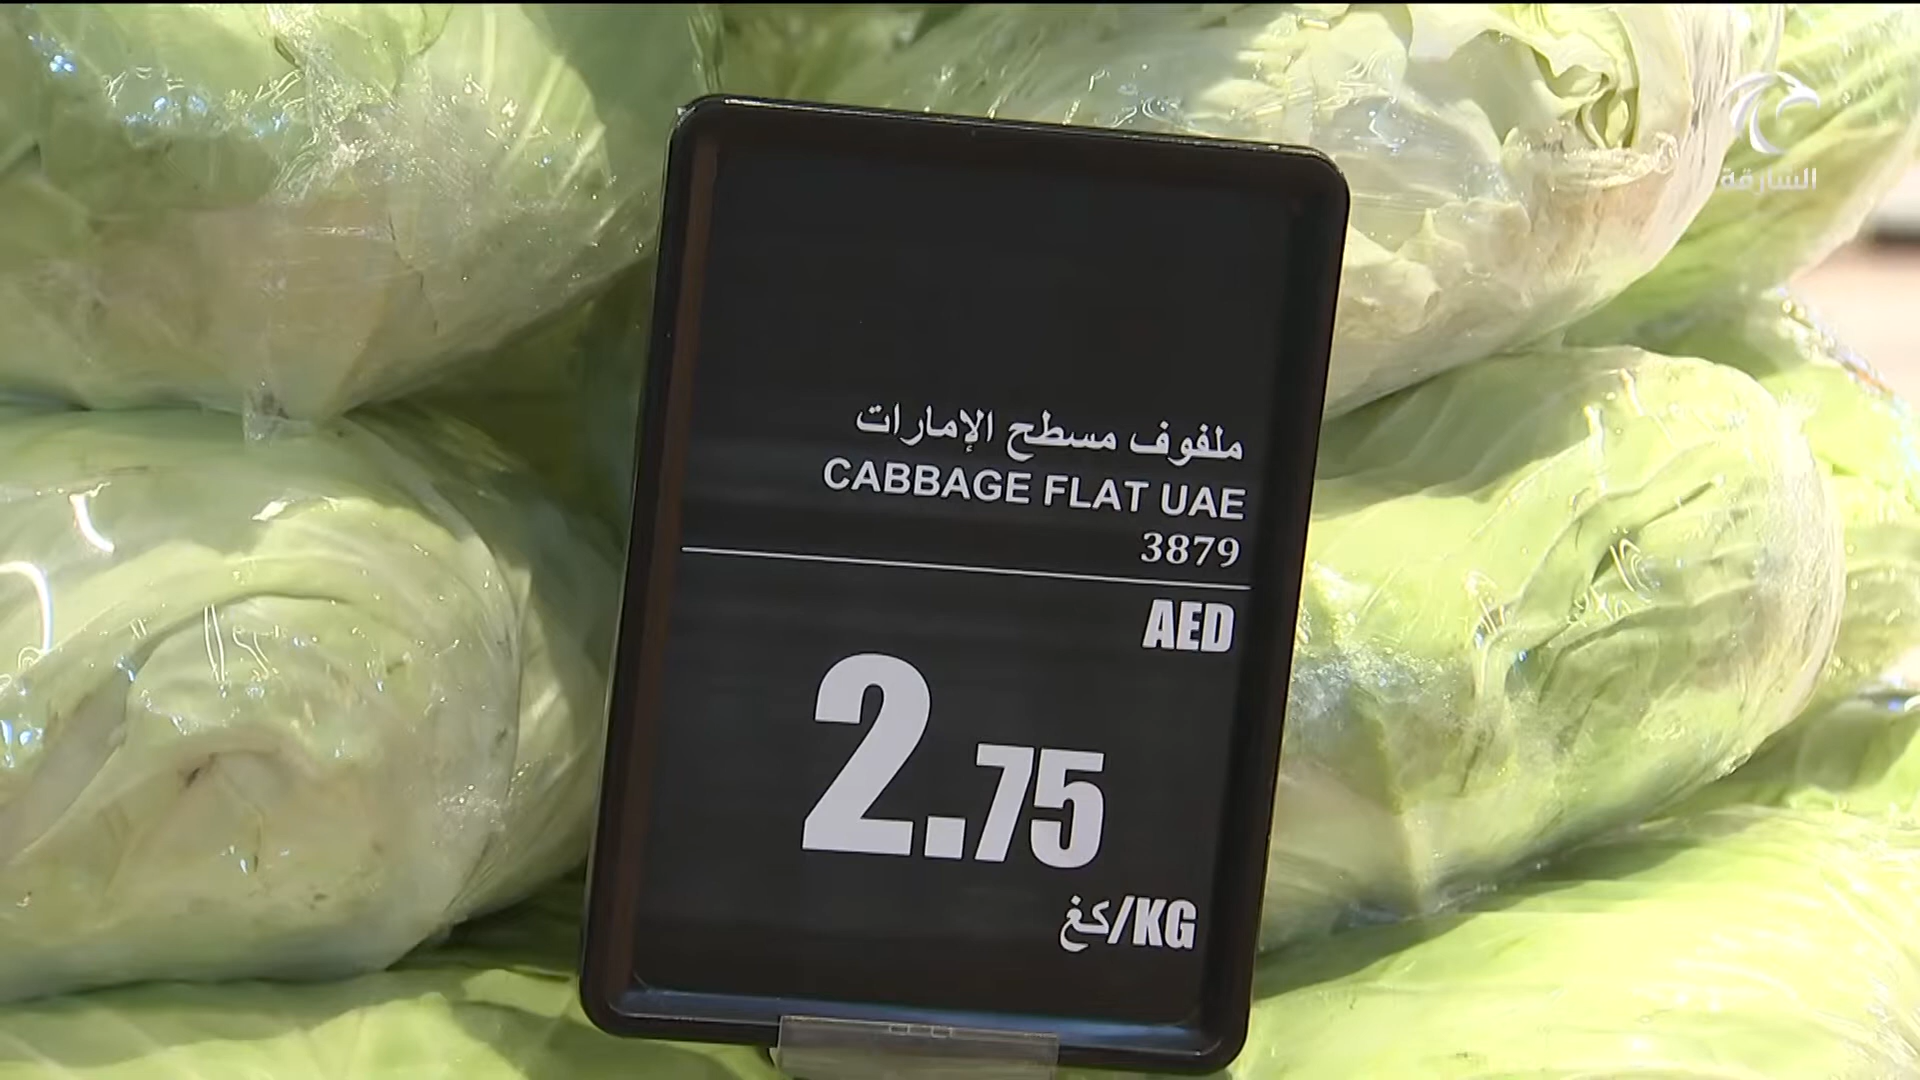 الشارقة
ملفوف مسطح الإمارات
CABBAGE FLAT UAE
3879
AED
2.75
كغ/KG